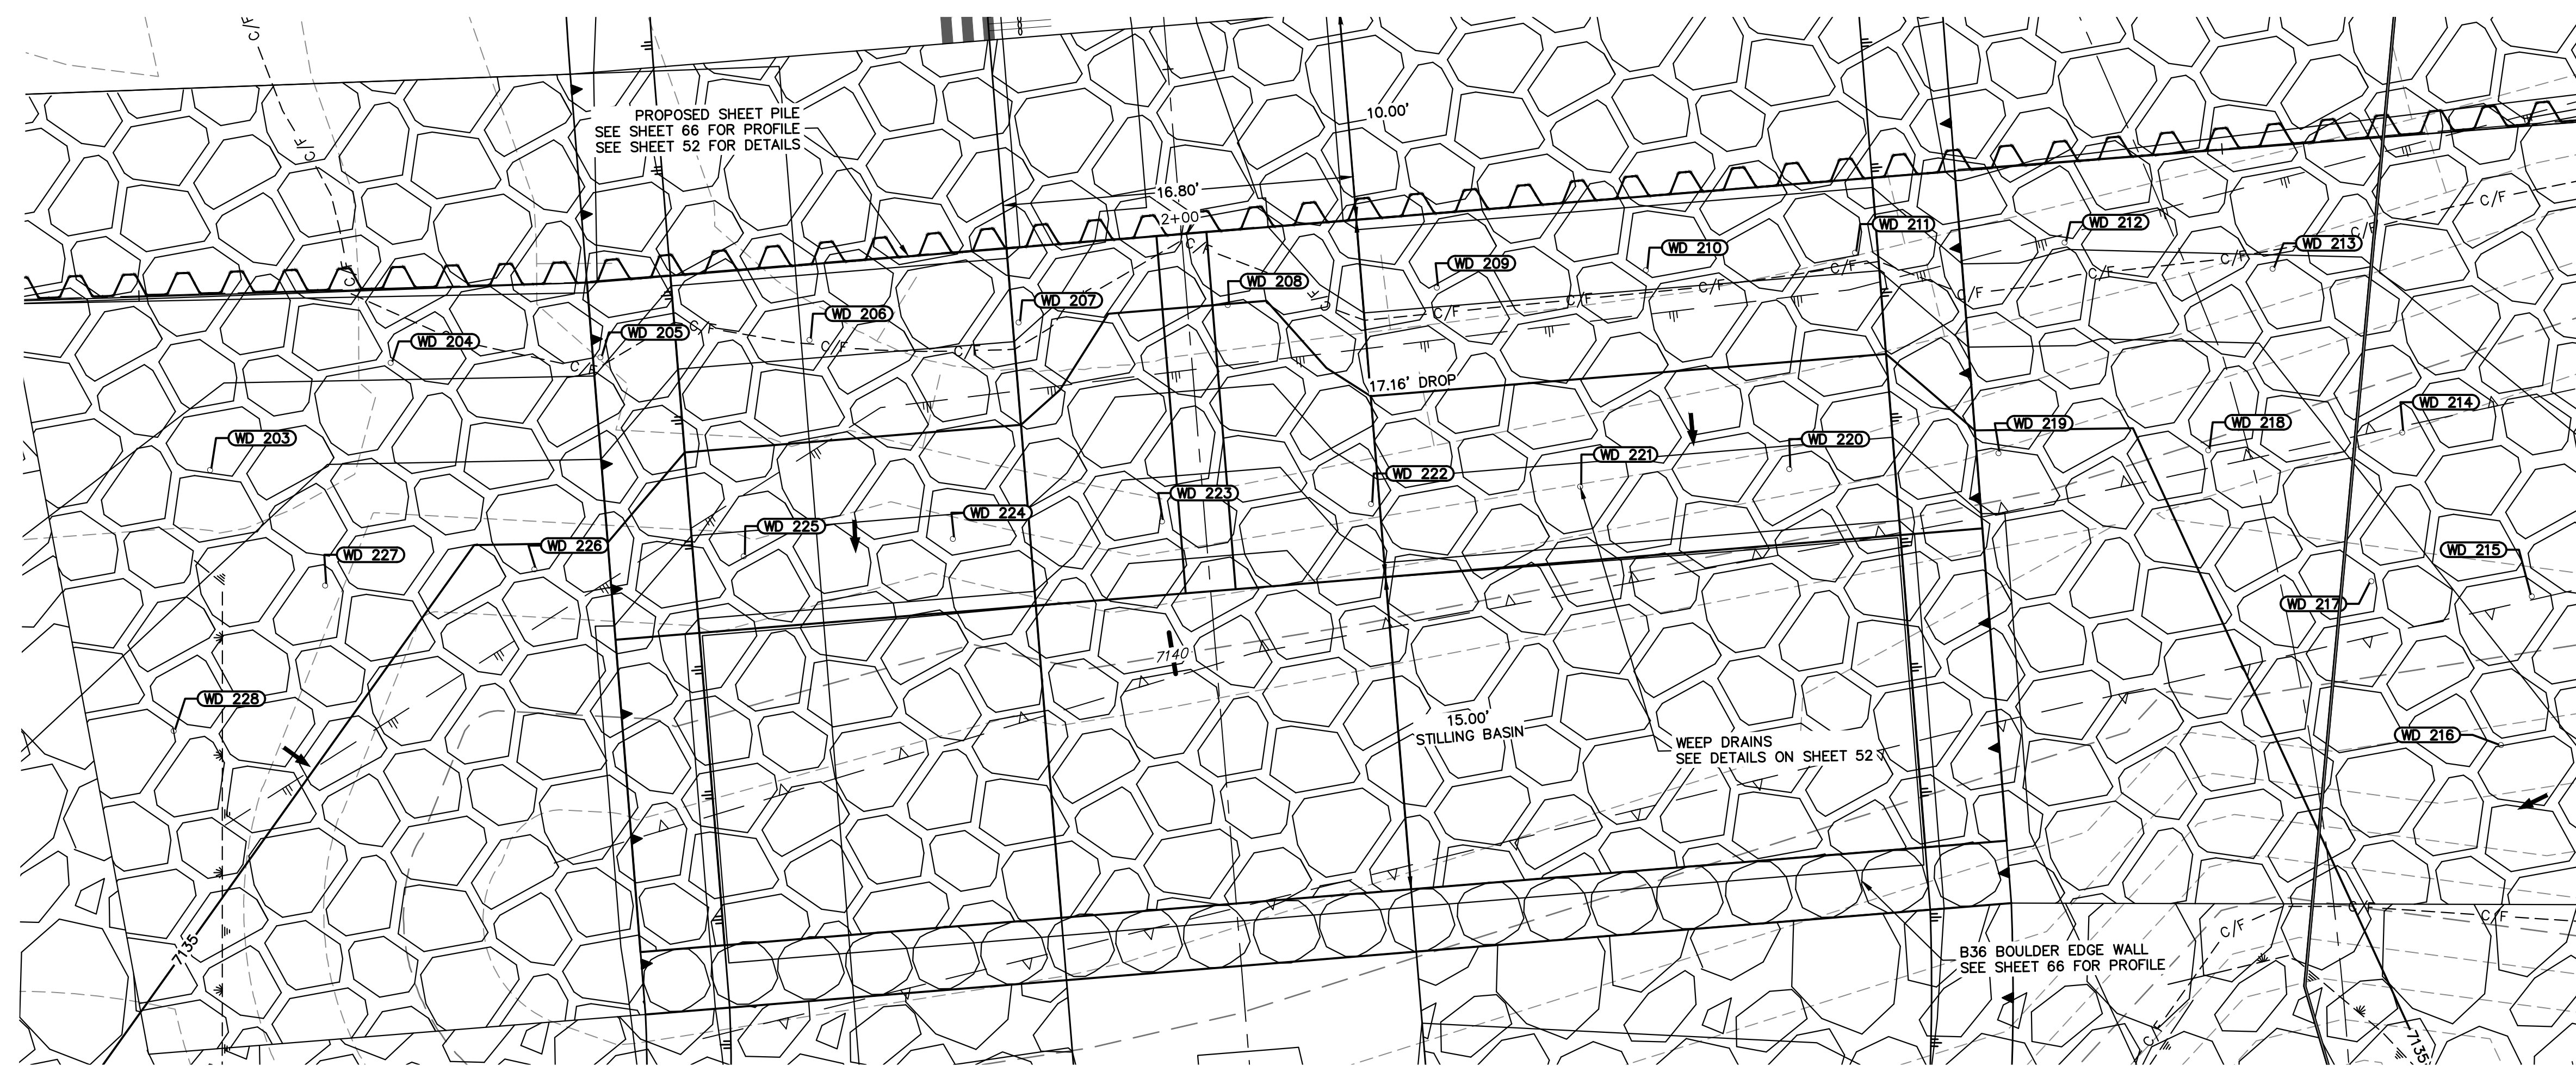 C/F
C/F
C/F
PROPOSED SHEET PILE
SEE SHEET 66 FOR PROFILE
SEE SHEET 52 FOR DETAILS
10.00'
16.80'
2+00
C/F
C/F
C/F
WD 211
WD 212
WD 213
WD 210
WD 209
WD 208
WD 207
WD 206
WD 205
WD 204
C/F
C/F
C/F
C/F
C/F
C/F
C/F
C/F
C/F
C/F
C/F
C/F
17.16' DROP
WD 203
WD 214
WD 218
WD 219
WD 220
WD 221
WD 222
WD 223
WD 224
WD 225
WD 226
WD 227
WD 215
WD 217
WD 228
WD 216
7140
15.00'
STILLING BASIN
WEEP DRAINS
SEE DETAILS ON SHEET 52
C/F
C/F
C/F
C/F
B36 BOULDER EDGE WALL
SEE SHEET 66 FOR PROFILE
7135
7135